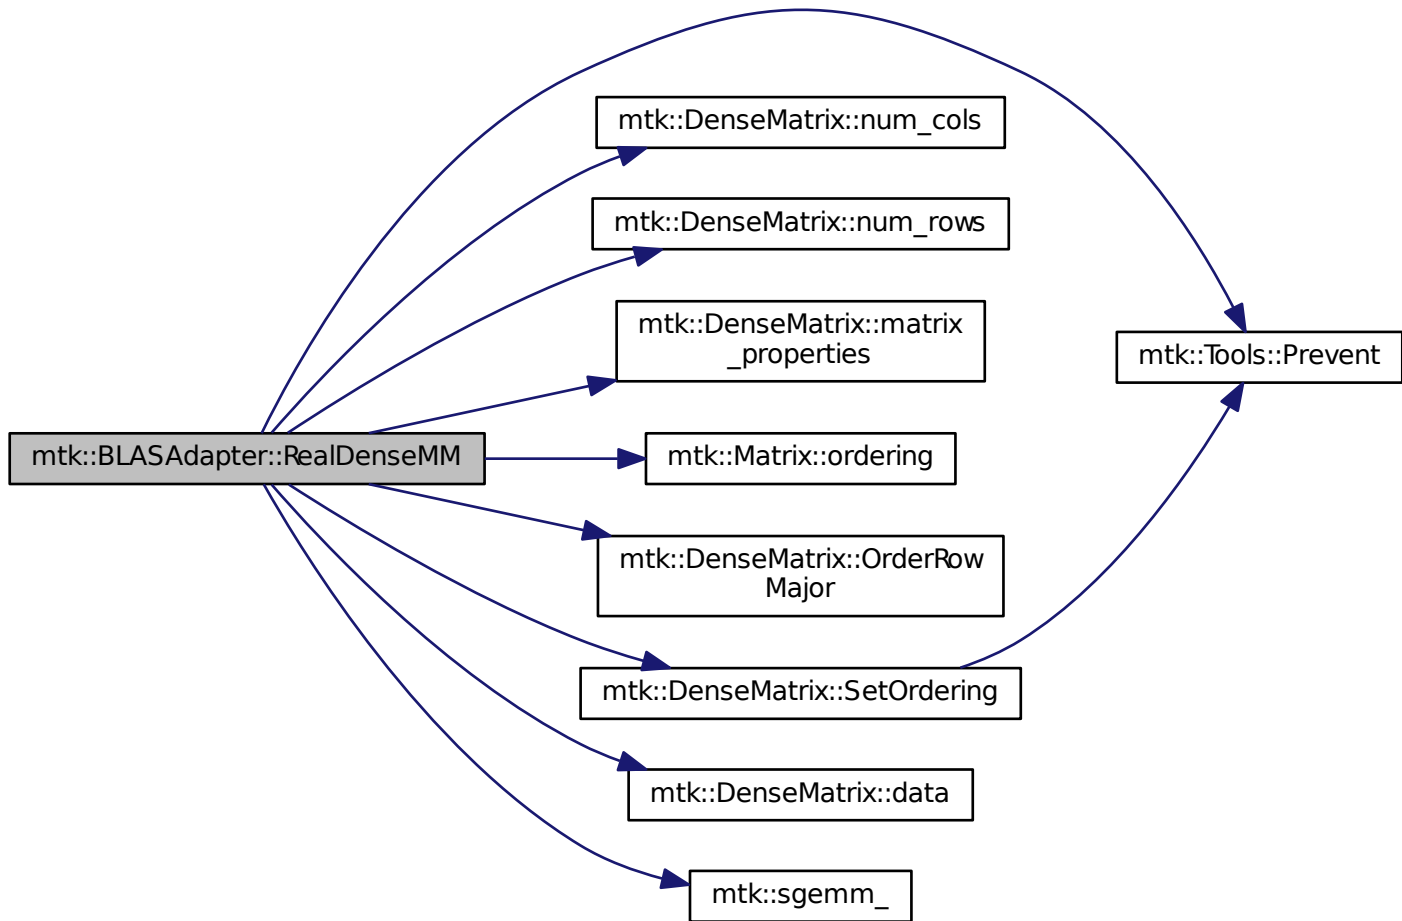 mtk::BLASAdapter::RealDenseMM
mtk::DenseMatrix::num_cols
mtk::DenseMatrix::num_rows
mtk::DenseMatrix::matrix
_properties
mtk::Matrix::ordering
mtk::DenseMatrix::OrderRow
Major
mtk::DenseMatrix::SetOrdering
mtk::DenseMatrix::data
mtk::sgemm_
mtk::Tools::Prevent